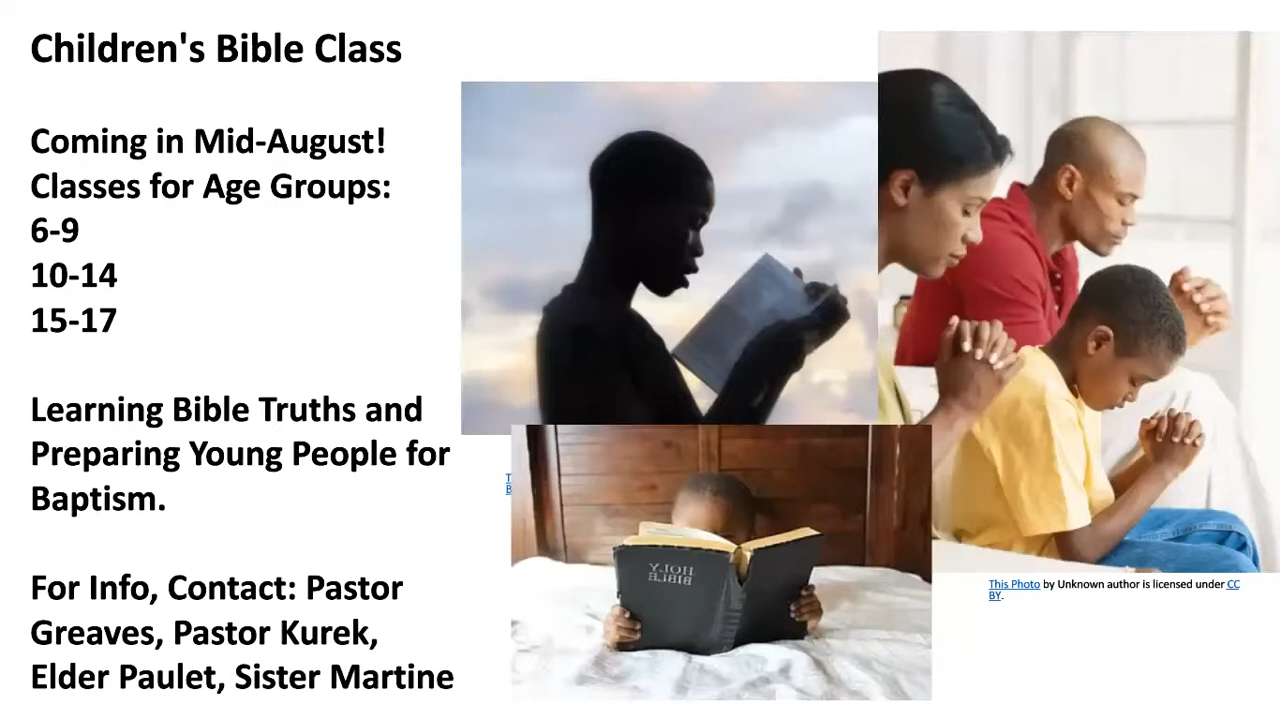 Children's Bible Class
Coming in Mid-August!
Classes for Age Groups:
6-9
10-14
15-17
Learning Bible Truths and
Preparing Young People for
Baptism.
For Info, Contact: Pastor
Greaves, Pastor Kurek,
Elder Paulet, Sister Martine
HOLY
BIBLE
This Photo by Unknown author is licensed under CC
BY.